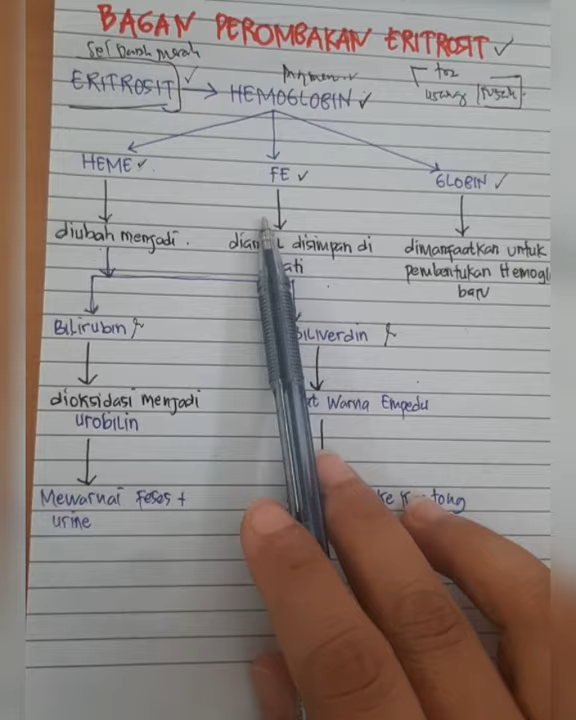 BAGAN PEROMBAKAN ERITROSIT
Sel Darah merah
ERITROSIT
HEMOGLOBIN
HEME
FE
GLOBIN
diubah menjadi.
disimpan di
dimanfaatkan untuk
pembentukan Hemogl
baru
Bilirubin
Biliverdin
dioksidasi menjadi
urobilin
Warna Empedu
Mewarnai Feses +
urine
ke